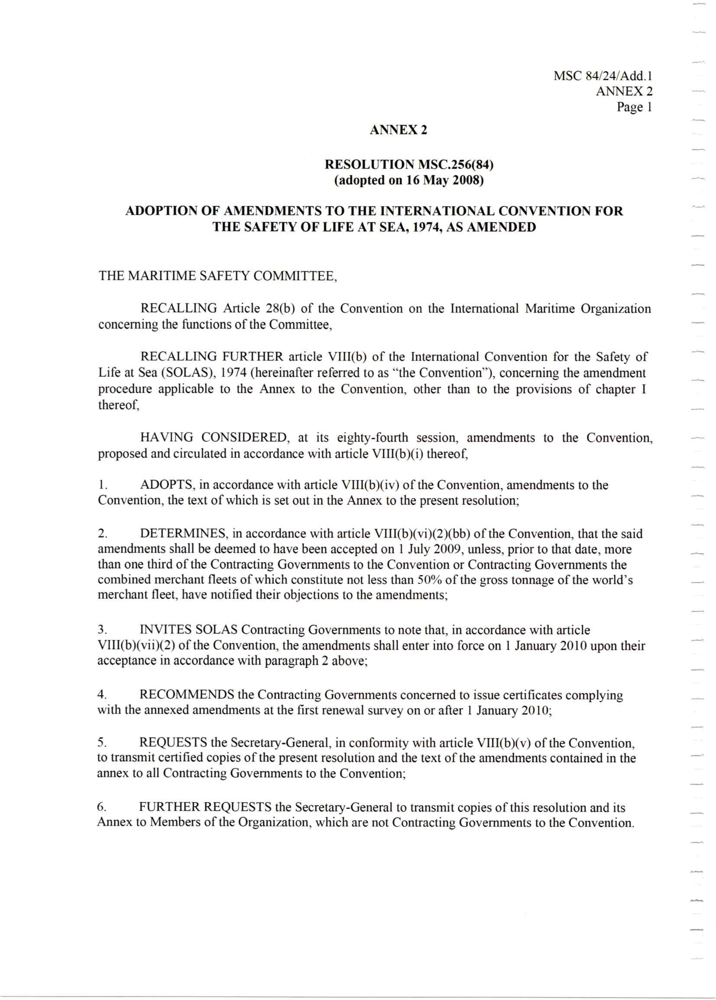 MSC 84/24/Add.1
ANNEX 2
Page 1
ANNEX 2
RESOLUTION MSC.256(84)
(adopted on 16 May 2008)
ADOPTION OF AMENDMENTS TO THE INTERNATIONAL CONVENTION FOR
THE SAFETY OF LIFE AT SEA, 1974, AS AMENDED
THE MARITIME SAFETY COMMITTEE,
RECALLING Article 28(b) of the Convention on the International Maritime Organization
concerning the functions of the Committee,
RECALLING FURTHER article VIII(b) of the International Convention for the Safety of
Life at Sea (SOLAS), 1974 (hereinafter referred to as “the Convention”), concerning the amendment
procedure applicable to the Annex to the Convention, other than to the provisions of chapter I
thereof,
HAVING CONSIDERED, at its eighty-fourth session, amendments to the Convention,
proposed and circulated in accordance with article VIII(b)(i) thereof,
1. ADOPTS, in accordance with article VIII(b)(iv) of the Convention, amendments to the
Convention, the text of which is set out in the Annex to the present resolution;
2. DETERMINES, in accordance with article VIII(b)(vi)(2)(bb) of the Convention, that the said
amendments shall be deemed to have been accepted on 1 July 2009, unless, prior to that date, more
than one third of the Contracting Governments to the Convention or Contracting Governments the
combined merchant fleets of which constitute not less than 50% of the gross tonnage of the world’s
merchant fleet, have notified their objections to the amendments;
3. INVITES SOLAS Contracting Governments to note that, in accordance with article
VIII(b)(vii)(2) of the Convention, the amendments shall enter into force on 1 January 2010 upon their
acceptance in accordance with paragraph 2 above;
4. RECOMMENDS the Contracting Governments concerned to issue certificates complying
with the annexed amendments at the first renewal survey on or after 1 January 2010;
5. REQUESTS the Secretary-General, in conformity with article VIII(b)(v) of the Convention,
to transmit certified copies of the present resolution and the text of the amendments contained in the
annex to all Contracting Governments to the Convention;
6. FURTHER REQUESTS the Secretary-General to transmit copies of this resolution and its
Annex to Members of the Organization, which are not Contracting Governments to the Convention.